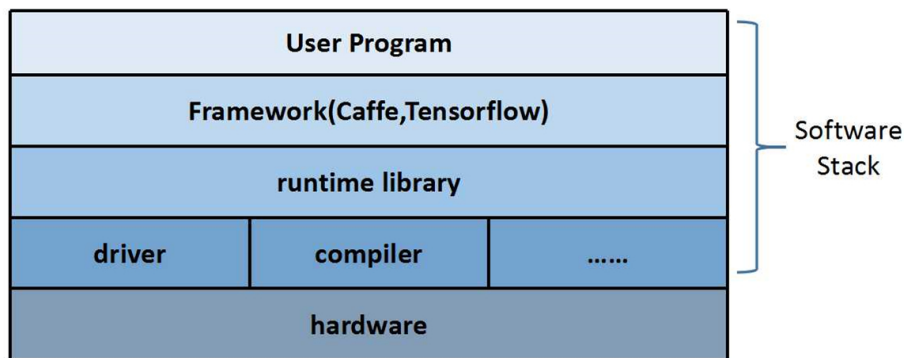 User Program
Framework(Caffe,Tensorflow)
runtime library
driver
compiler
......
hardware
Software
Stack